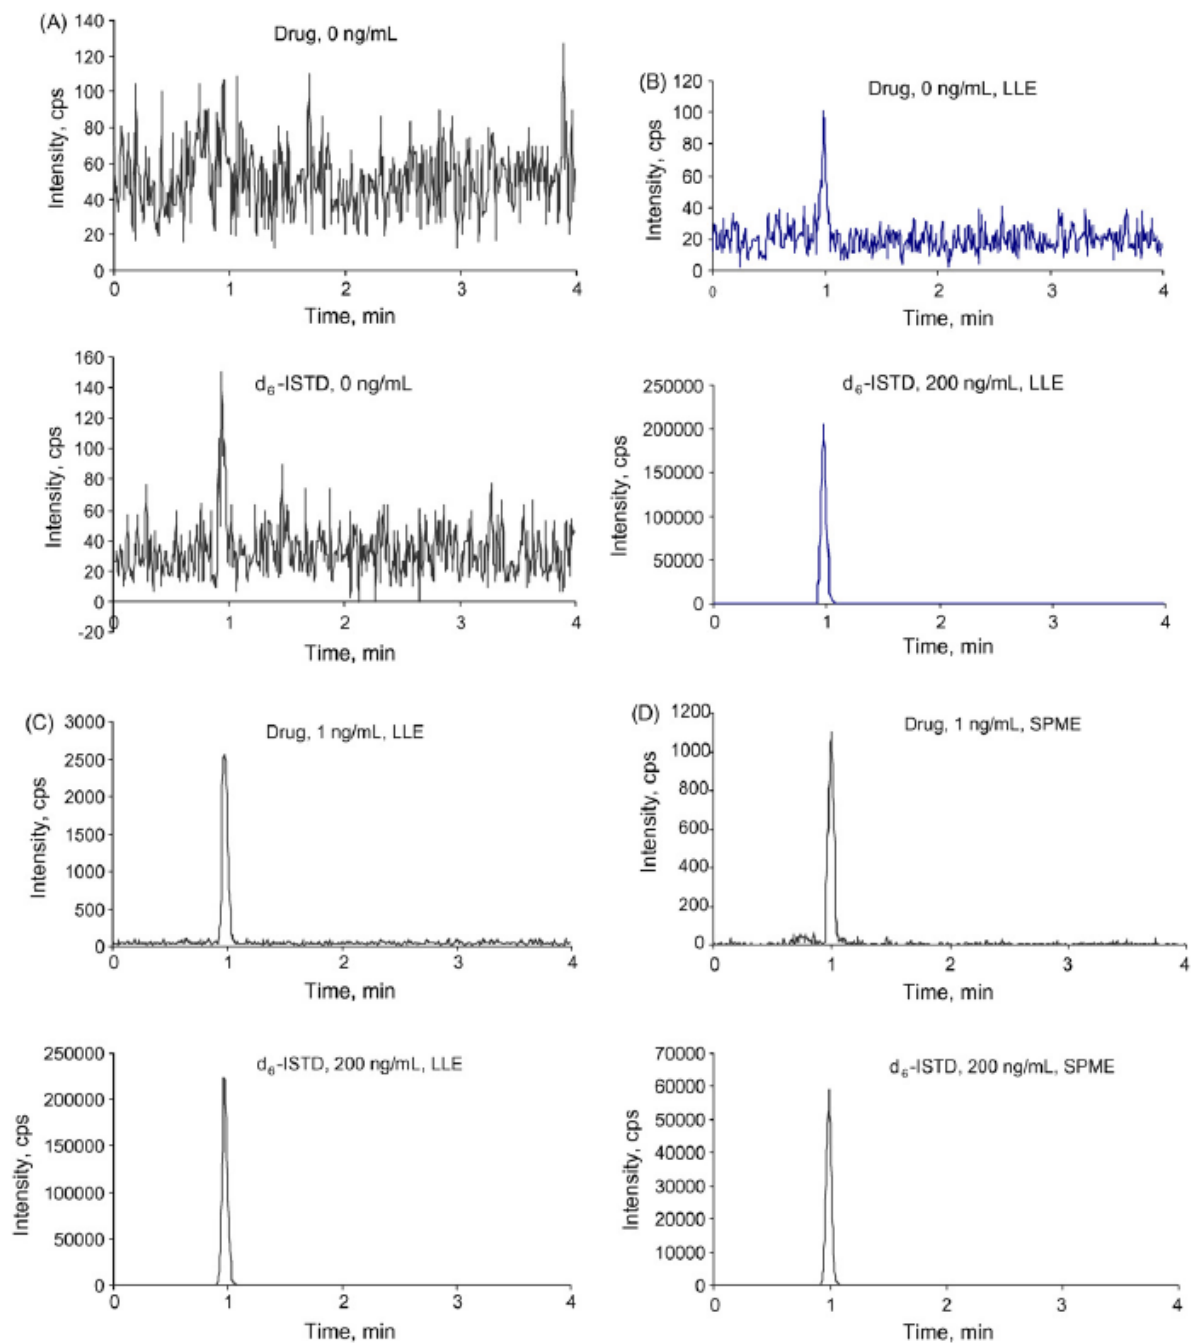 (A)
Drug, 0 ng/mL
140
120
100
80
60
40
20
0
Intensity, cps
0 1 2 3 4
Time, min
d6-ISTD, 0 ng/mL
160
140
120
100
80
60
40
20
0
-20
Intensity, cps
0 1 2 3 4
Time, min
(B)
Drug, 0 ng/mL, LLE
120
100
80
60
40
20
0
Intensity, cps
0 1 2 3 4
Time, min
d6-ISTD, 200 ng/mL, LLE
250000
200000
150000
100000
50000
0
Intensity, cps
0 1 2 3 4
Time, min
(C)
Drug, 1 ng/mL, LLE
3000
2500
2000
1500
1000
500
0
Intensity, cps
0 1 2 3 4
Time, min
d6-ISTD, 200 ng/mL, LLE
250000
200000
150000
100000
50000
0
Intensity, cps
0 1 2 3 4
Time, min
(D)
Drug, 1 ng/mL, SPME
1200
1000
800
600
400
200
0
Intensity, cps
0 1 2 3 4
Time, min
d6-ISTD, 200 ng/mL, SPME
70000
60000
50000
40000
30000
20000
10000
0
Intensity, cps
0 1 2 3 4
Time, min